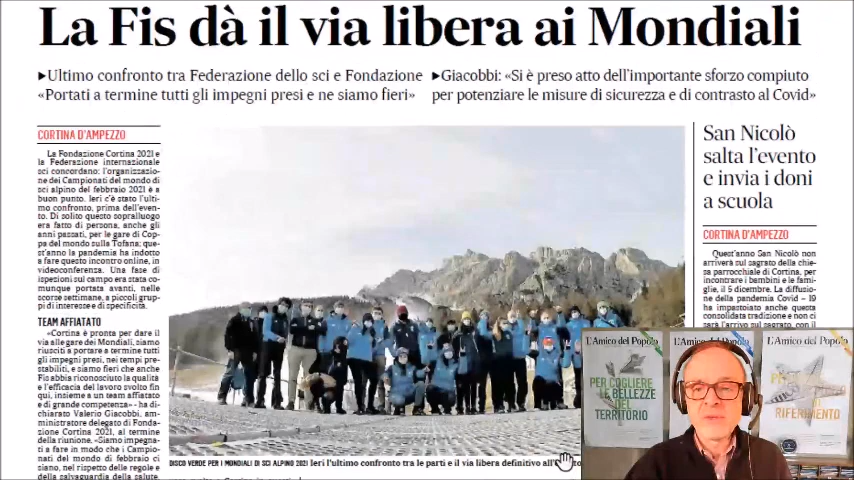 La Fis dà il via libera ai Mondiali
►Ultimo confronto tra Federazione dello sci e Fondazione
«Portati a termine tutti gli impegni presi e ne siamo fieri»
►Giacobbi: «Si è preso atto dell'importante sforzo compiuto
per potenziare le misure di sicurezza e di contrasto al Covid»
CORTINA D'AMPEZZO
La Fondazione Cortina 2021 e
la Federazione internazionale
sci concordano: l'organizzazio-
ne dei Campionati del mondo di
sci alpino del febbraio 2021 è a
buon punto. Ieri c'è stato l'ulti-
mo confronto, prima dell'even-
to. Di solito questo sopralluogo
era fatto di persona, anche gli
anni passati, per le gare di Cop-
pa del mondo sulla Tofana; que-
st'anno la pandemia ha indotto
a fare questo incontro online, in
videoconferenza. Una fase di
ispezioni sul campo era stata co-
munque portata avanti, nelle
scorse settimane, a piccoli grup-
pi di interesse e di specificità.
TEAM AFFIATATO
«Cortina è pronta per dare il
via alle gare dei Mondiali, siamo
riusciti a portare a termine tutti
gli impegni presi, nei tempi pre-
stabiliti, e siamo fieri che anche
Fis abbia riconosciuto la qualità
e l'efficacia del lavoro svolto fin
qui, insieme a un team affiatato
e di grande competenza» - ha di-
chiarato Valerio Giacobbi, am-
ministratore delegato di Fonda-
zione Cortina 2021, al termine
della riunione. «Siamo impegna-
ti a fare in modo che i Campio-
nati del mondo di febbraio ci
siano, nel rispetto delle regole e
della salvaguardia della salute.
DISCO VERDE PER I MONDIALI DI SCI ALPINO 2021 Ieri l'ultimo confronto tra le parti e il via libera definitivo
San Nicolò
salta l'evento
e invia i doni
a scuola
CORTINA D'AMPEZZO
Quest'anno San Nicolò non
arriverà sul sagrato della chie-
sa parrocchiale di Cortina, per
incontrare i bambini e le fami-
glie, il 5 dicembre. La diffusio-
ne della pandemia Covid - 19
ha impastoiato anche questa
consolidata tradizione e non ci
sarà l'arrivo sul sagrato, con il
L'Amico del Popolo
PER COGLIERE
LE BELLEZZE
DEL
TERRITORIO
L'Amico del Popolo
L'Amico del Popolo
DI
RIFERIMENTO